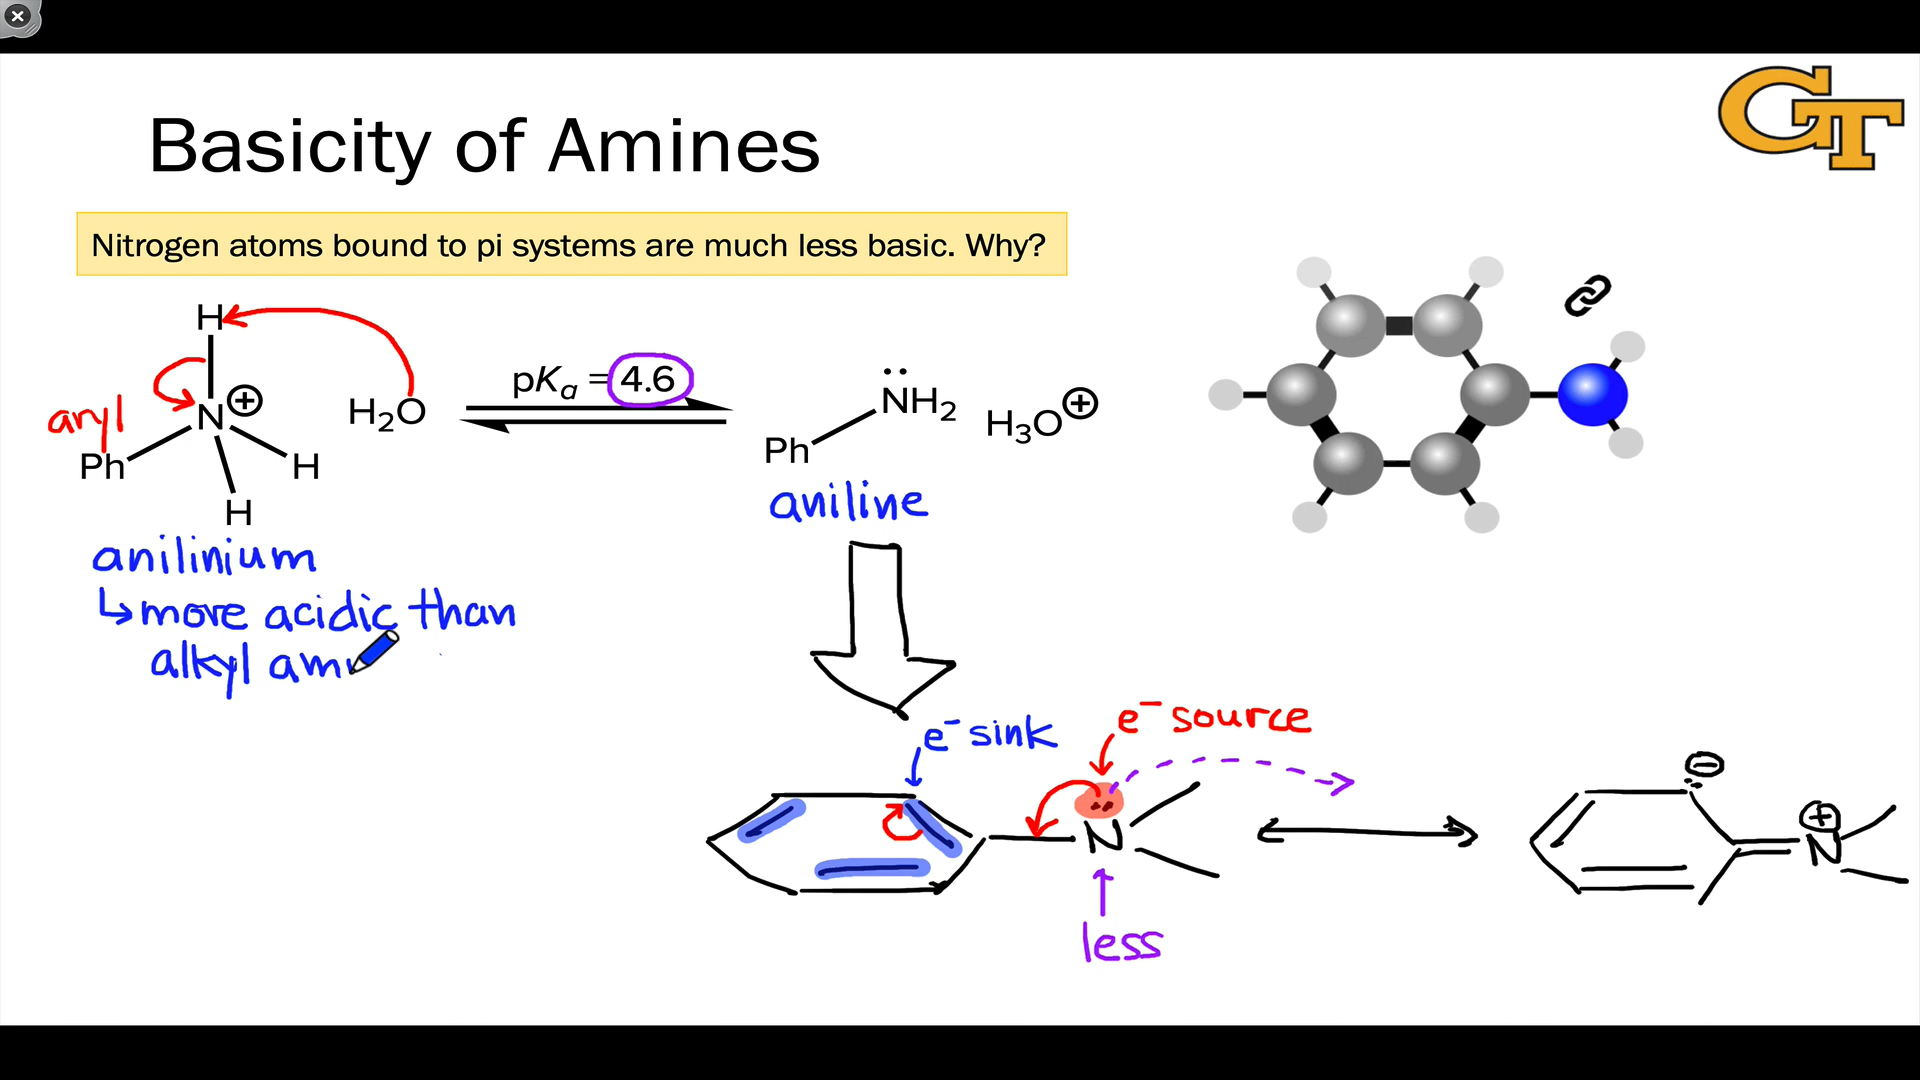 GT
Basicity of Amines
Nitrogen atoms bound to pi systems are much less basic. Why?
H
N ⊕
aryl
Ph
H
H
H₂O
pKa = 4.6
NH₂
Ph
H₃O ⊕
aniline
anilinium
↳ more acidic than
alkyl am
e⁻ sink
e⁻ source
N
less
⊖
⊕
N